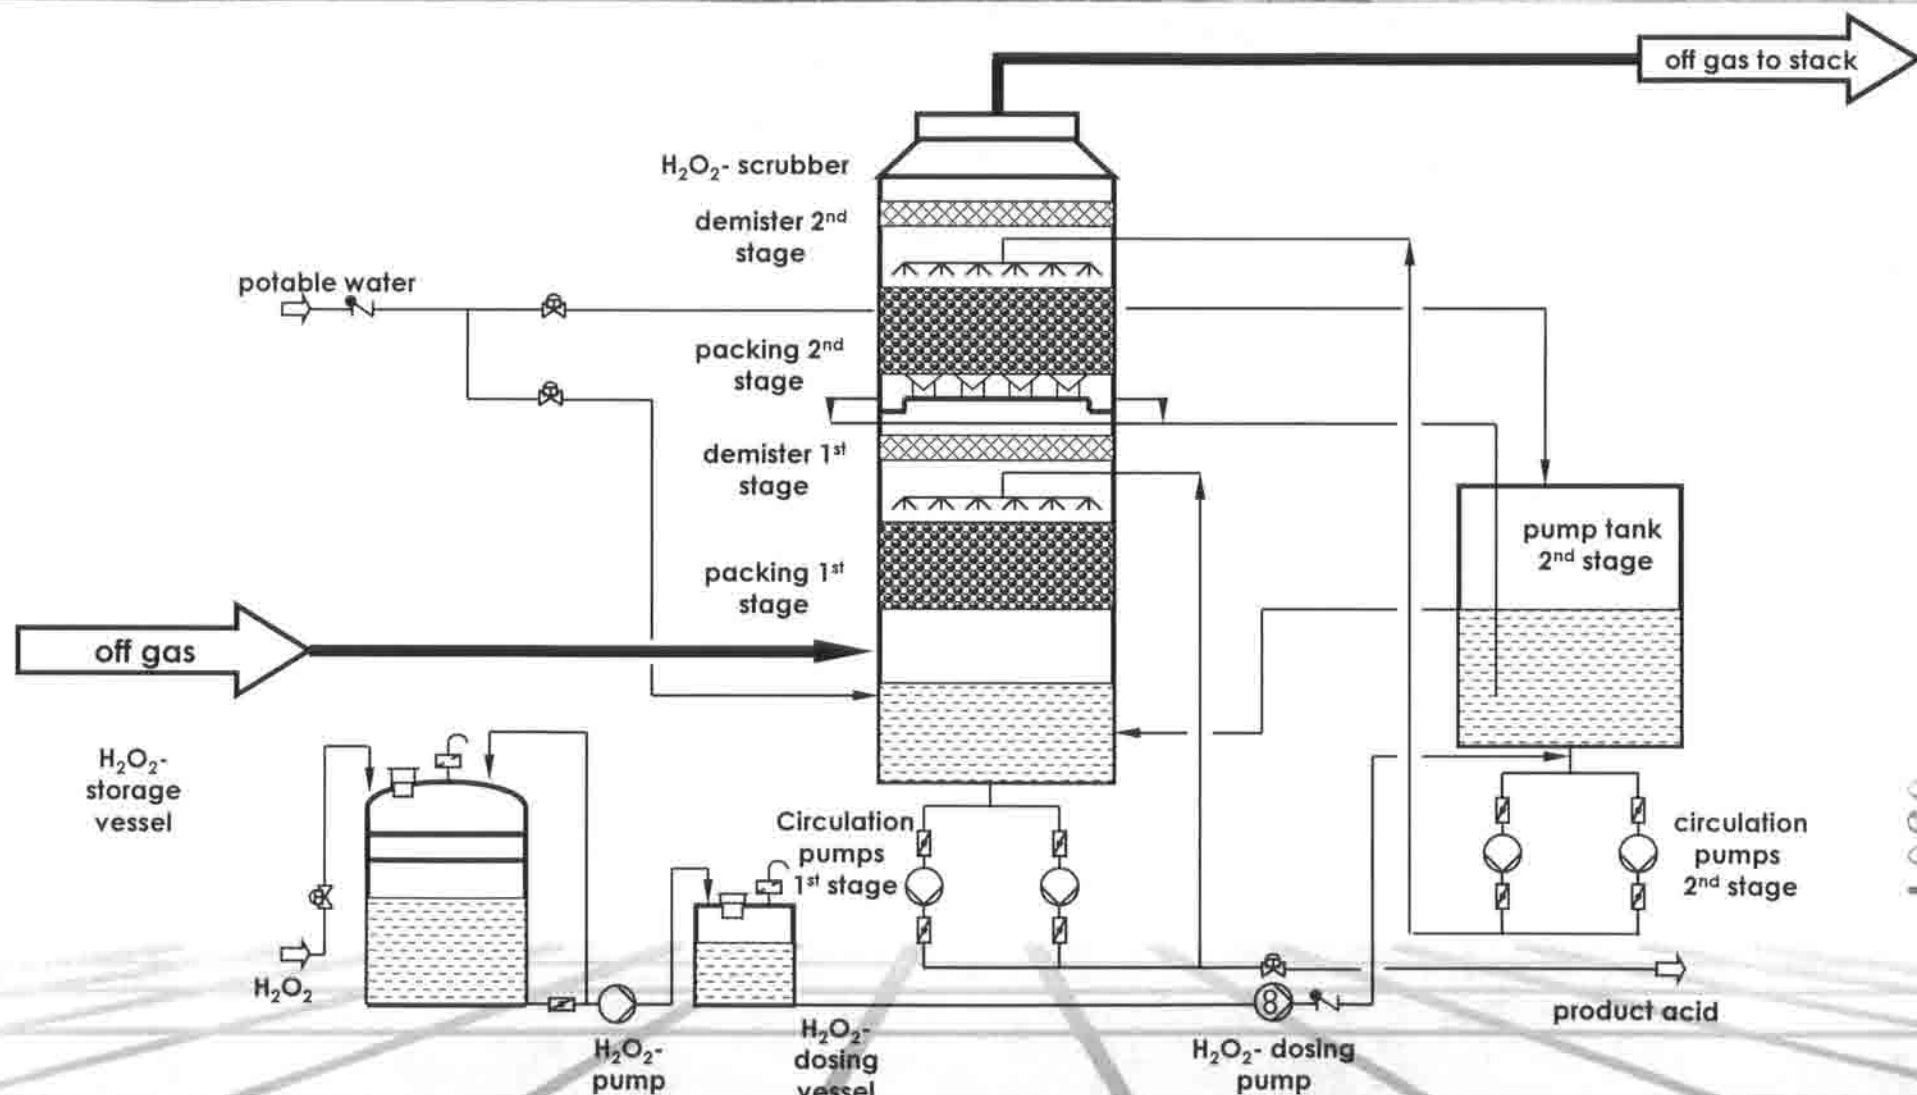 off gas to stack
H₂O₂- scrubber
demister 2nd
stage
potable water
packing 2nd
stage
demister 1st
stage
pump tank
2nd stage
packing 1st
stage
off gas
H₂O₂-
storage
vessel
Circulation
pumps
1st stage
circulation
pumps
2nd stage
H₂O₂
product acid
H₂O₂-
pump
H₂O₂-
dosing
vessel
8
H₂O₂- dosing
pump